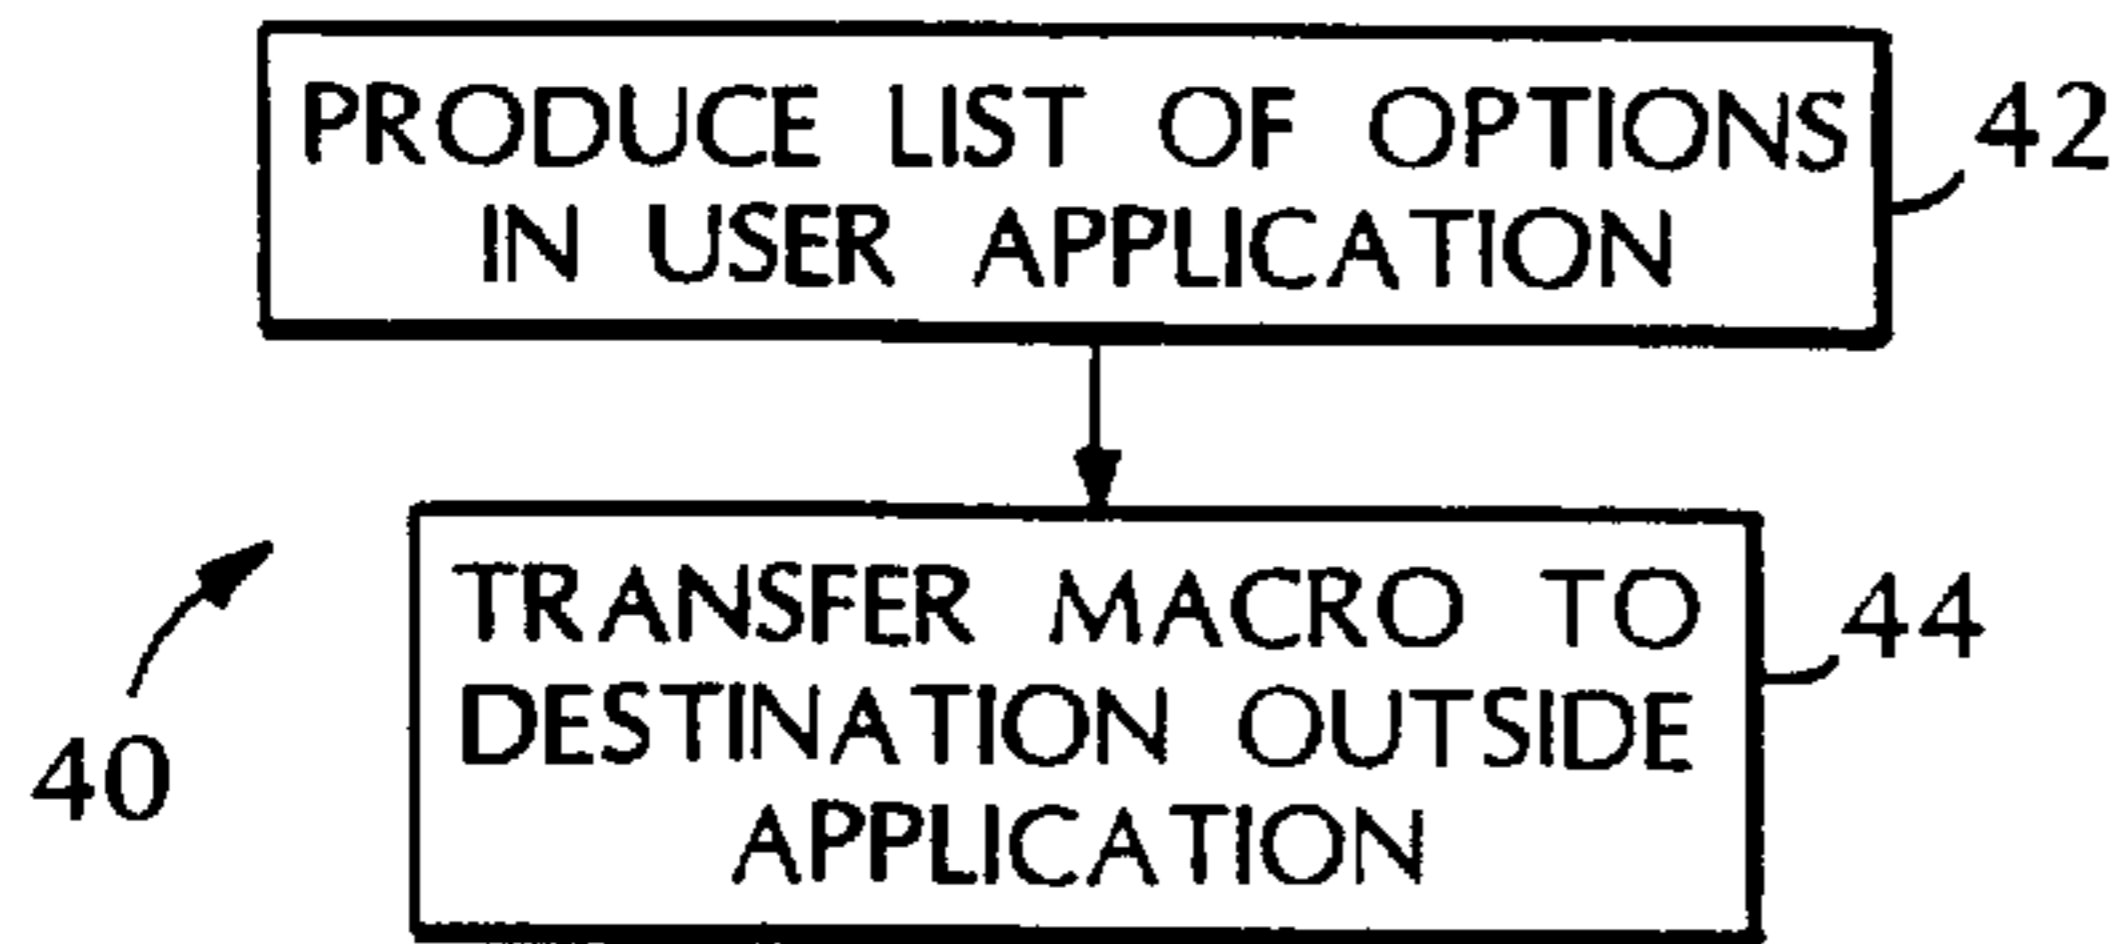 PRODUCE LIST OF OPTIONS
IN USER APPLICATION
42
TRANSFER MACRO TO
DESTINATION OUTSIDE
APPLICATION
44
40